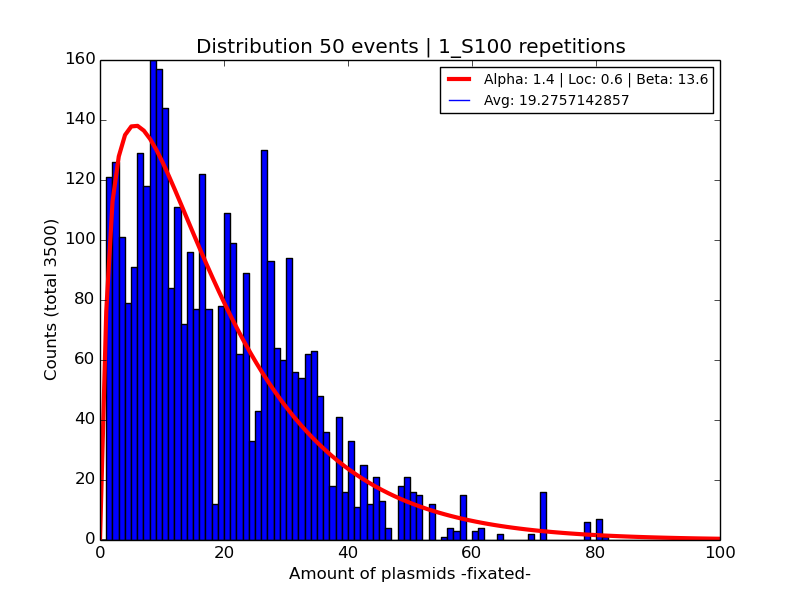 Distribution 50 events | 1_S100 repetitions
Alpha: 1.4 | Loc: 0.6 | Beta: 13.6
Avg: 19.2757142857
Counts (total 3500)
160
140
120
100
80
60
40
20
0
0 20 40 60 80 100
Amount of plasmids -fixated-